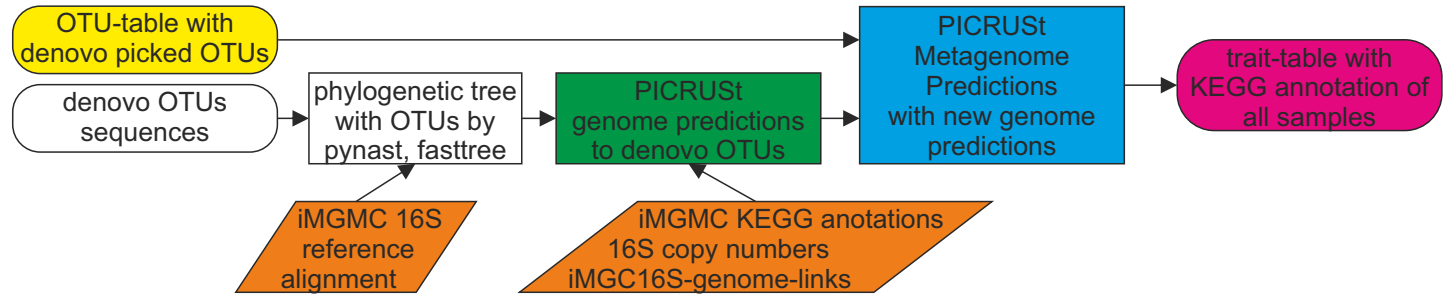 OTU-table with
denovo picked OTUs
denovo OTUs
sequences
phylogenetic tree
with OTUs by
pynast, fasttree
PICRUSt
genome predictions
to denovo OTUs
PICRUSt
Metagenome
Predictions
with new genome
predictions
trait-table with
KEGG annotation of
all samples
iMGMC 16S
reference
alignment
iMGMC KEGG anotations
16S copy numbers
iMGC16S-genome-links